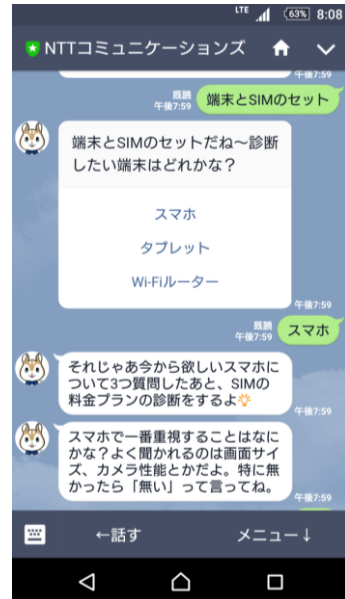 LTE 63% 8:08
NTTコミュニケーションズ
午後7:59
既読
午後7:59
端末とSIMのセット
端末とSIMのセットだね〜診断
したい端末はどれかな？
スマホ
タブレット
Wi-Fiルーター
午後7:59
既読
午後7:59
スマホ
それじゃあ今から欲しいスマホに
ついて3つ質問したあと、SIMの
料金プランの診断をするよ
午後7:59
スマホで一番重視することはなに
かな？よく聞かれるのは画面サイ
ズ、カメラ性能とかだよ。特に無
かったら「無い」って言ってね。
午後7:59
←話す
メニュー↓